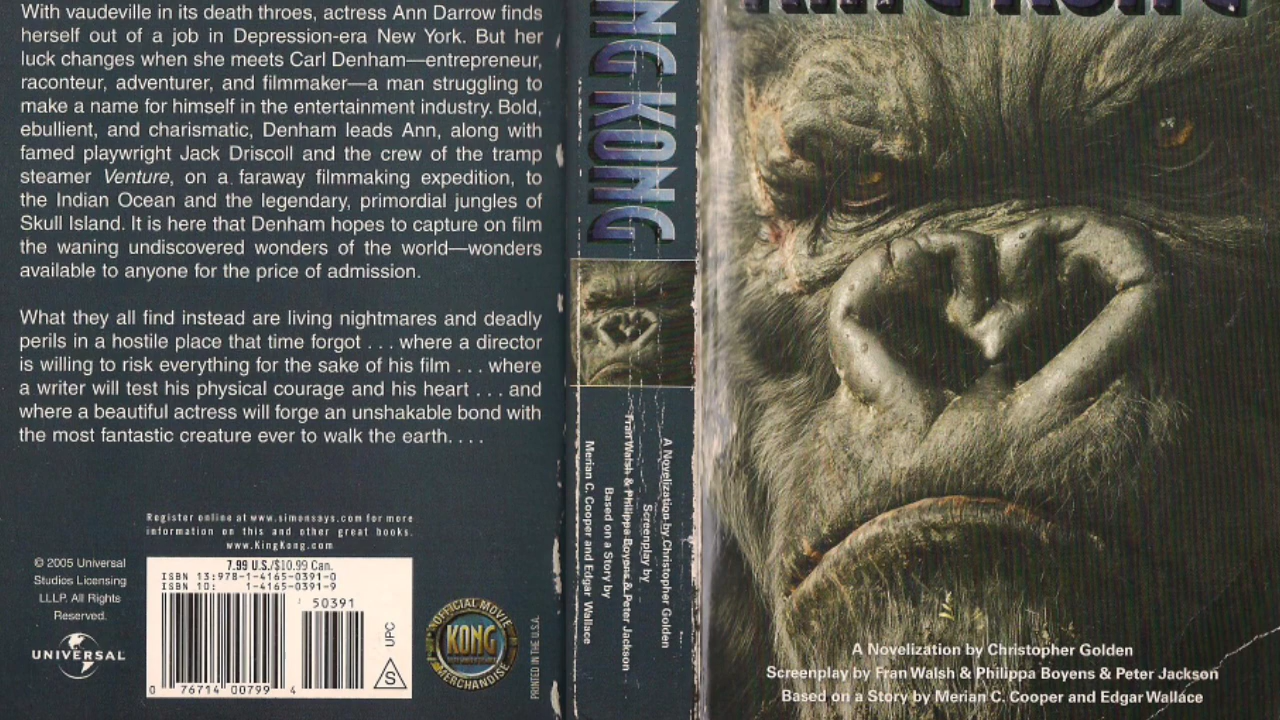 With vaudeville in its death throes, actress Ann Darrow finds
herself out of a job in Depression-era New York. But her
luck changes when she meets Carl Denham—entrepreneur,
raconteur, adventurer, and filmmaker—a man struggling to
make a name for himself in the entertainment industry. Bold,
ebullient, and charismatic, Denham leads Ann, along with
famed playwright Jack Driscoll and the crew of the tramp
steamer Venture, on a faraway filmmaking expedition, to
the Indian Ocean and the legendary, primordial jungles of
Skull Island. It is here that Denham hopes to capture on film
the waning undiscovered wonders of the world—wonders
available to anyone for the price of admission.
What they all find instead are living nightmares and deadly
perils in a hostile place that time forgot . . . where a director
is willing to risk everything for the sake of his film . . . where
a writer will test his physical courage and his heart . . . and
where a beautiful actress will forge an unshakable bond with
the most fantastic creature ever to walk the earth. . . .
Register online at www.simonsays.com for more
information on this and other great books.
www.KingKong.com
© 2005 Universal
Studios Licensing
LLLP. All Rights
Reserved.
UNIVERSAL
7.99 U.S./$10.99 Can.
ISBN 13:978-1-4165-0391-0
ISBN 10: 1-4165-0391-9
50391
0 76714 00799 4
UPC
S
OFFICIAL MOVIE
KONG
MERCHANDISE
PRINTED IN THE U.S.A.
NG KONG
A Novelization by Christopher Golden
Screenplay by
Fran Walsh & Philippa Boyens & Peter Jackson
Based on a Story by
Merian C. Cooper and Edgar Wallace
KING KONG
A Novelization by Christopher Golden
Screenplay by Fran Walsh & Philippa Boyens & Peter Jackson
Based on a Story by Merian C. Cooper and Edgar Wallace